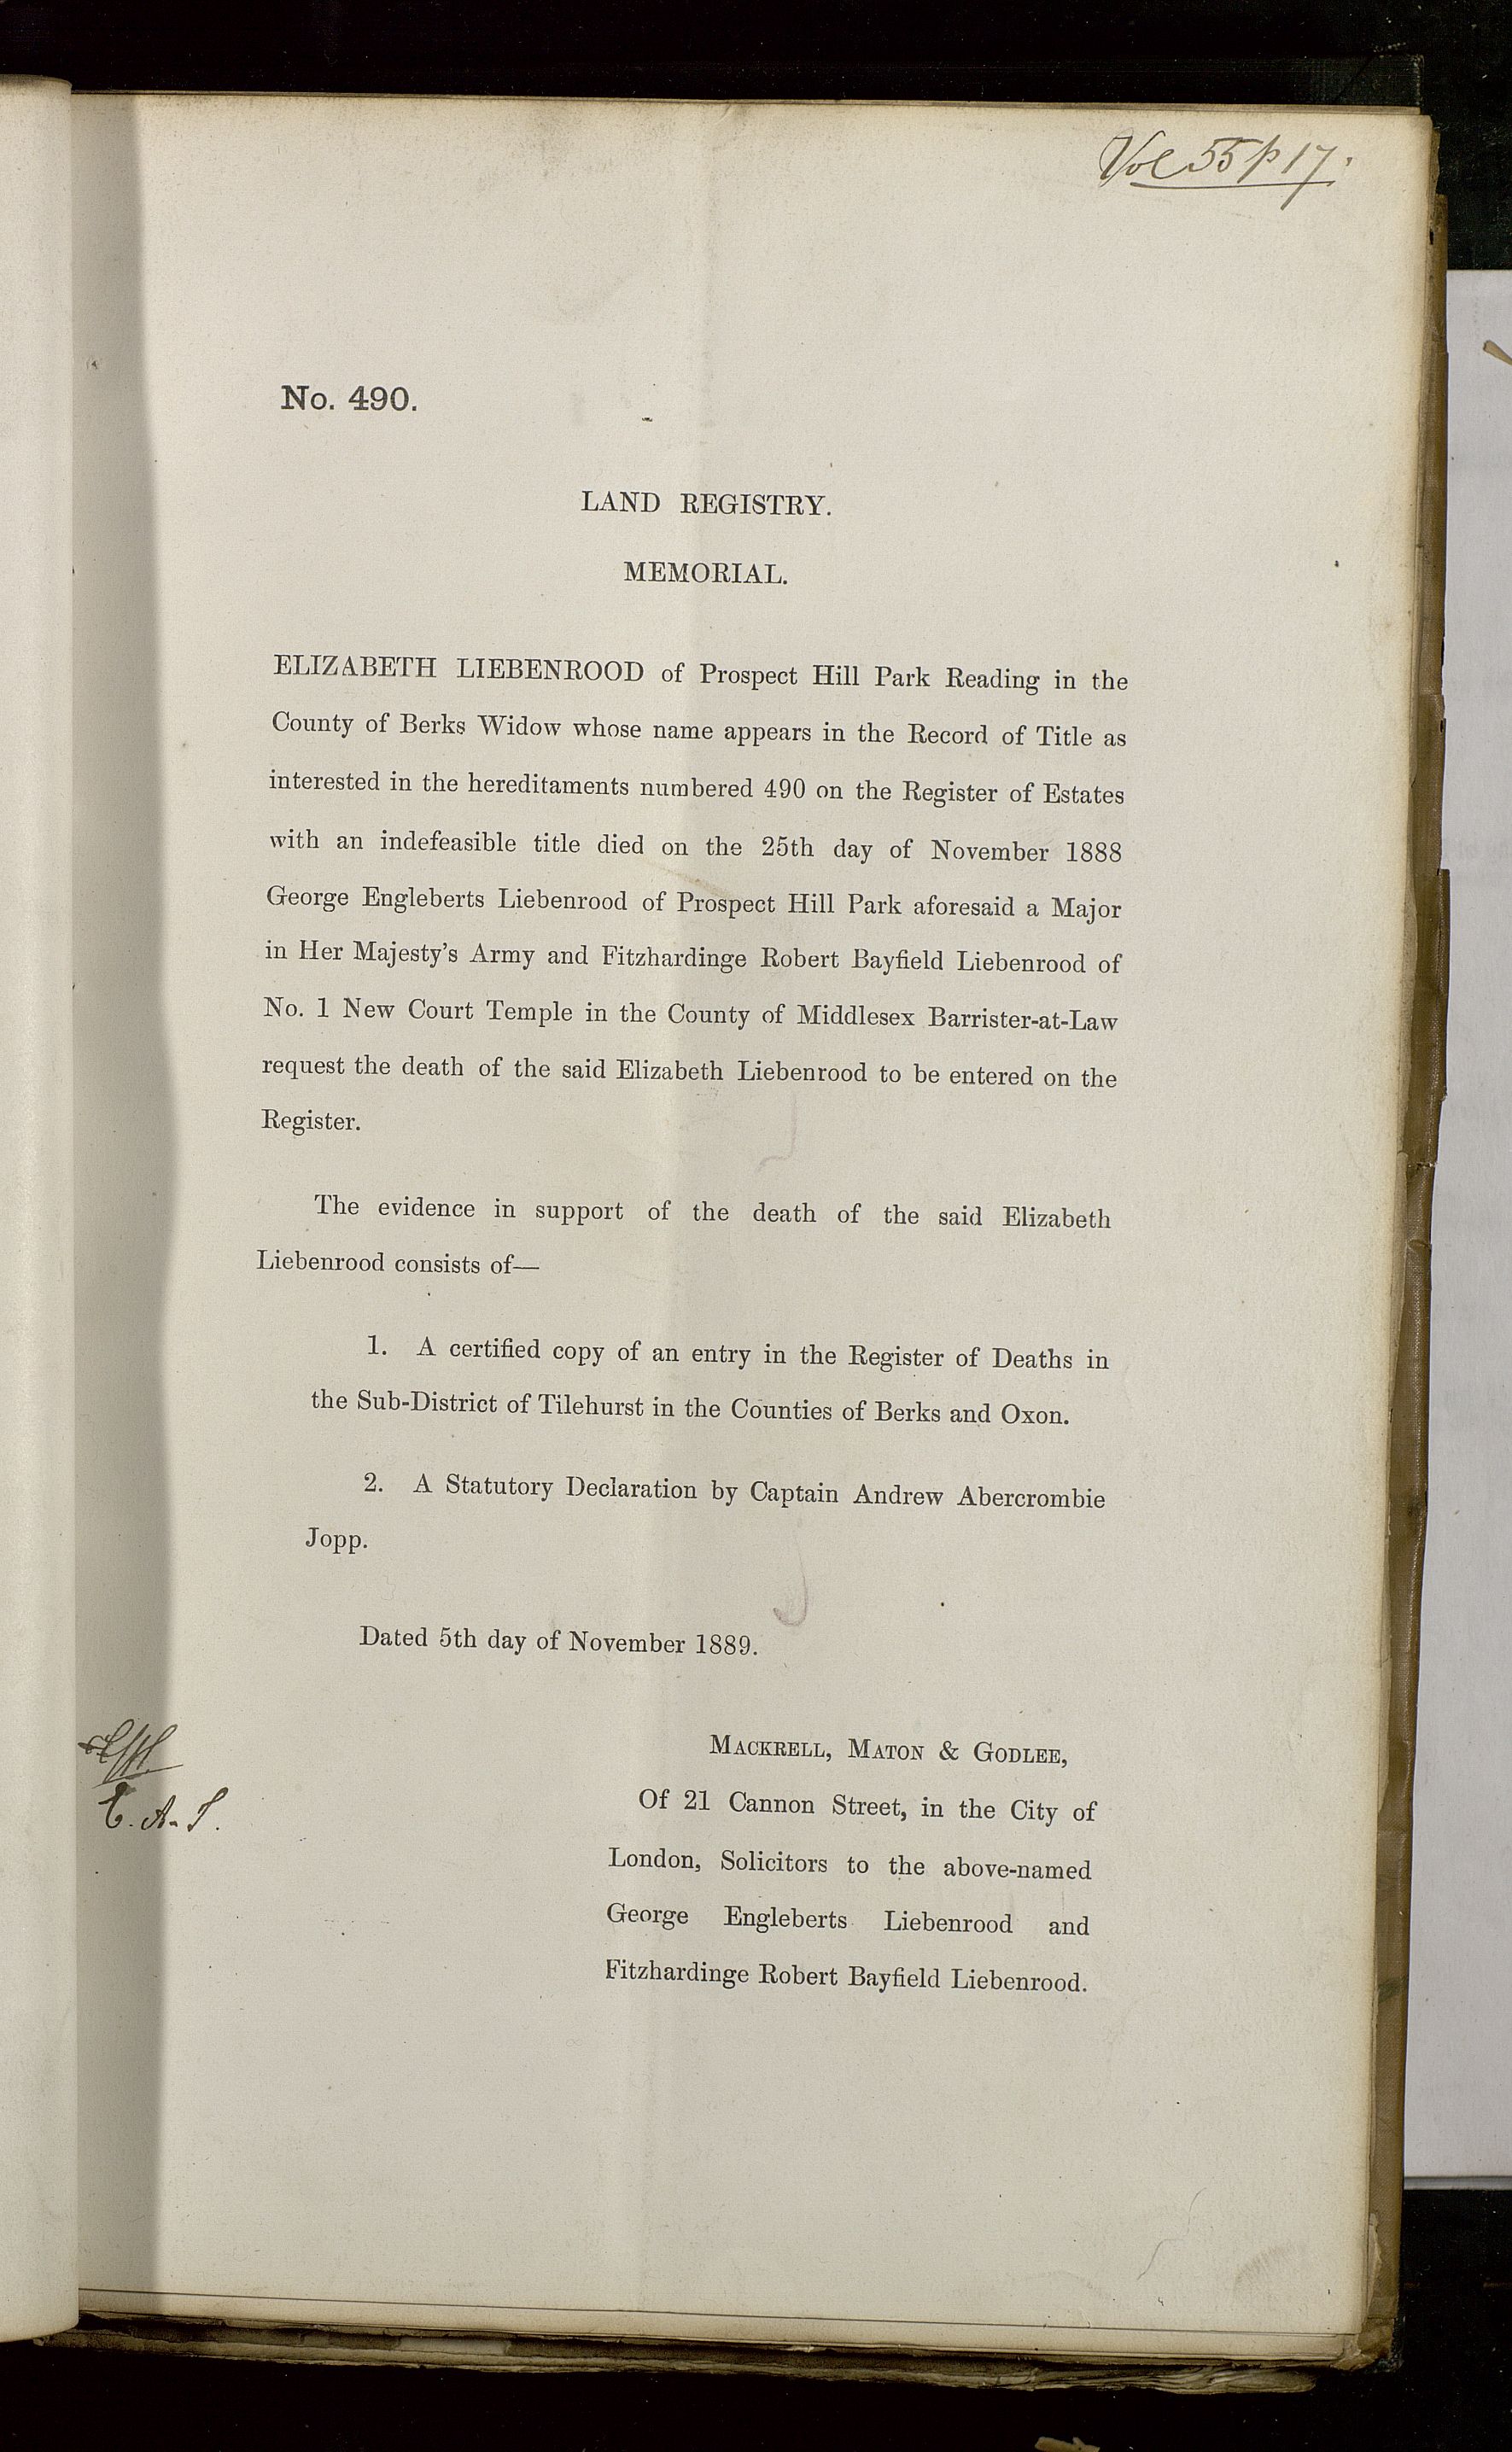 Vol 55 p 17.
No. 490.
LAND REGISTRY.
MEMORIAL.
ELIZABETH LIEBENROOD of Prospect Hill Park Reading in the
County of Berks Widow whose name appears in the Record of Title as
interested in the hereditaments numbered 490 on the Register of Estates
with an indefeasible title died on the 25th day of November 1888
George Engleberts Liebenrood of Prospect Hill Park aforesaid a Major
in Her Majesty's Army and Fitzhardinge Robert Bayfield Liebenrood of
No. 1 New Court Temple in the County of Middlesex Barrister-at-Law
request the death of the said Elizabeth Liebenrood to be entered on the
Register.
The evidence in support of the death of the said Elizabeth
Liebenrood consists of—
1. A certified copy of an entry in the Register of Deaths in
the Sub-District of Tilehurst in the Counties of Berks and Oxon.
2. A Statutory Declaration by Captain Andrew Abercrombie
Jopp.
Dated 5th day of November 1889.
MACKRELL, MATON & GODLEE,
Of 21 Cannon Street, in the City of
London, Solicitors to the above-named
George Engleberts Liebenrood and
Fitzhardinge Robert Bayfield Liebenrood.